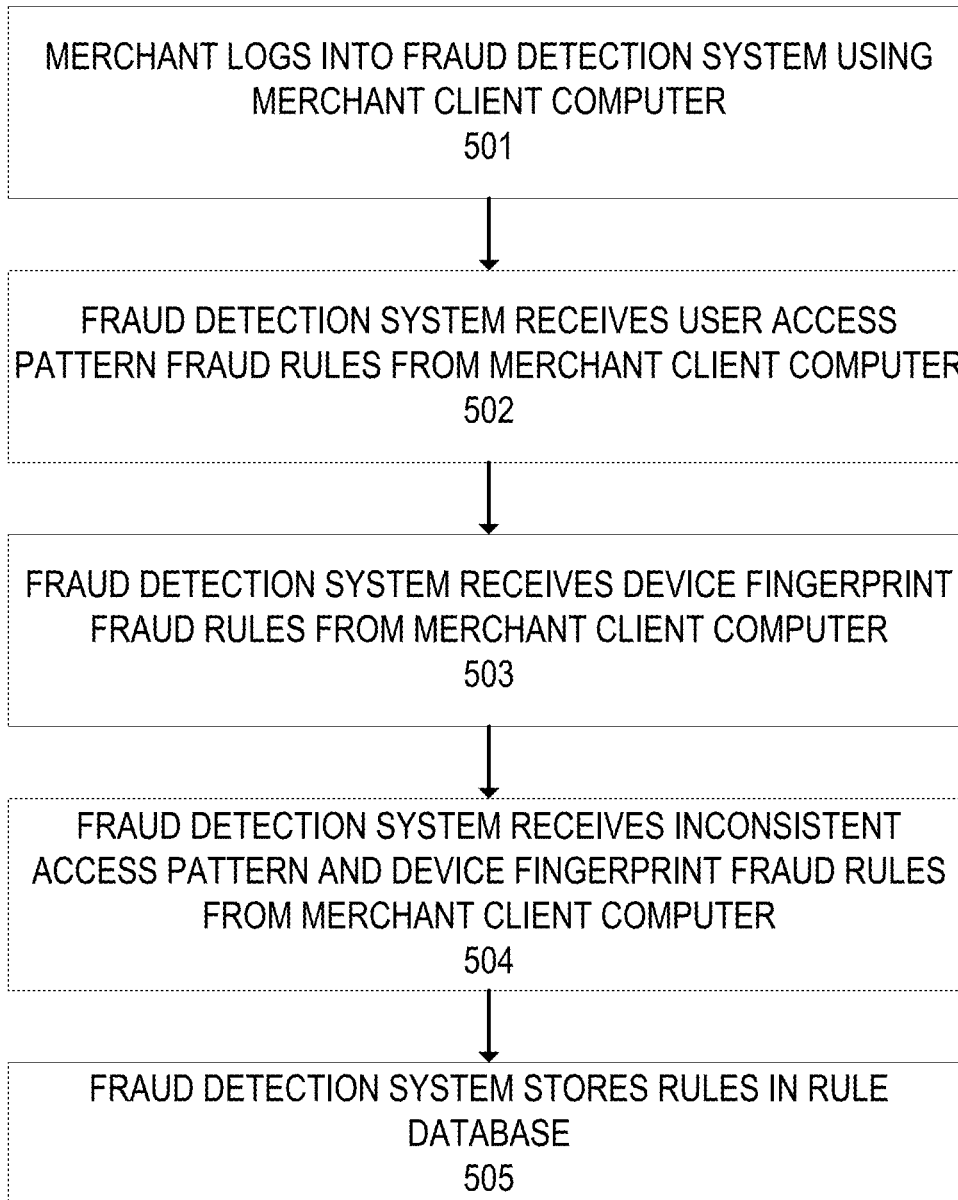 MERCHANT LOGS INTO FRAUD DETECTION SYSTEM USING
MERCHANT CLIENT COMPUTER
501
FRAUD DETECTION SYSTEM RECEIVES USER ACCESS
PATTERN FRAUD RULES FROM MERCHANT CLIENT COMPUTER
502
FRAUD DETECTION SYSTEM RECEIVES DEVICE FINGERPRINT
FRAUD RULES FROM MERCHANT CLIENT COMPUTER
503
FRAUD DETECTION SYSTEM RECEIVES INCONSISTENT
ACCESS PATTERN AND DEVICE FINGERPRINT FRAUD RULES
FROM MERCHANT CLIENT COMPUTER
504
FRAUD DETECTION SYSTEM STORES RULES IN RULE
DATABASE
505